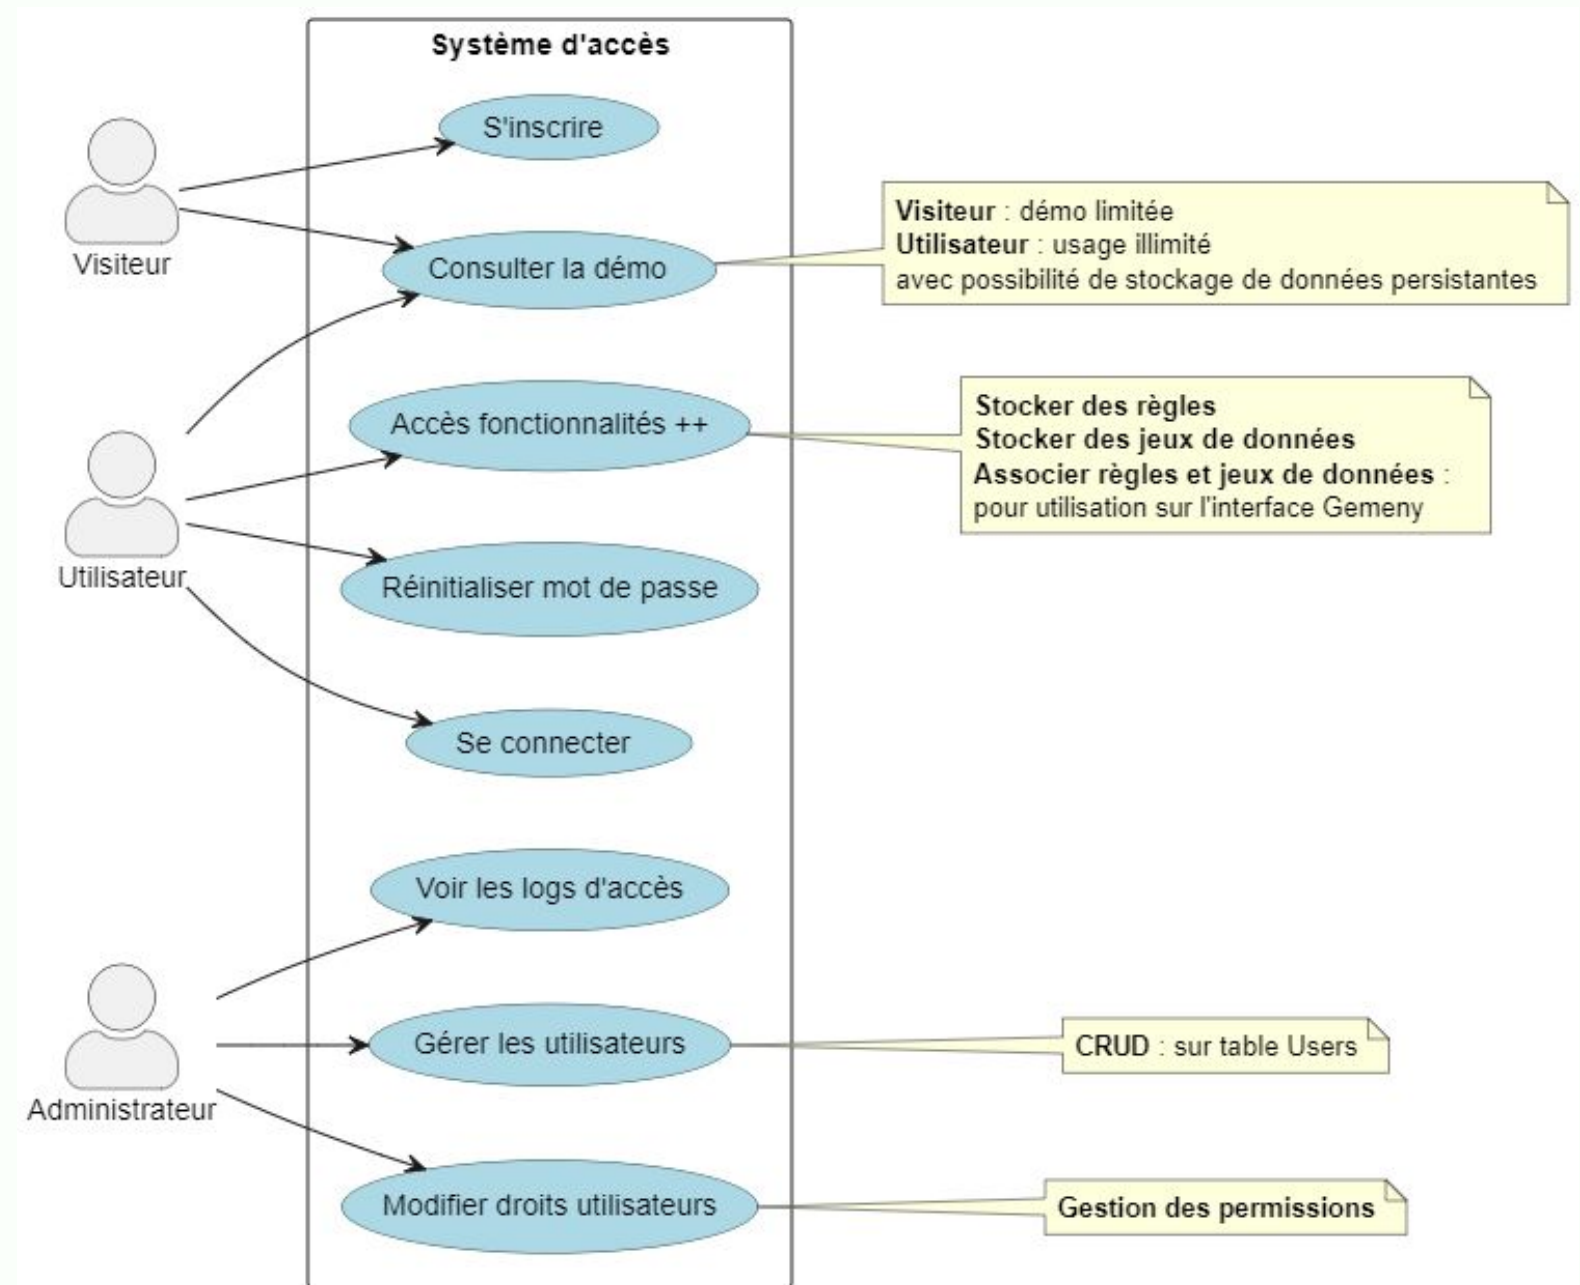 Système d'accès
S'inscrire
Visiteur
Consulter la démo
Visiteur : démo limitée
Utilisateur : usage illimité
avec possibilité de stockage de données persistantes
Accès fonctionnalités ++
Stocker des règles
Stocker des jeux de données
Associer règles et jeux de données :
pour utilisation sur l'interface Gemeny
Utilisateur
Réinitialiser mot de passe
Se connecter
Voir les logs d'accès
Administrateur
Gérer les utilisateurs
CRUD : sur table Users
Modifier droits utilisateurs
Gestion des permissions